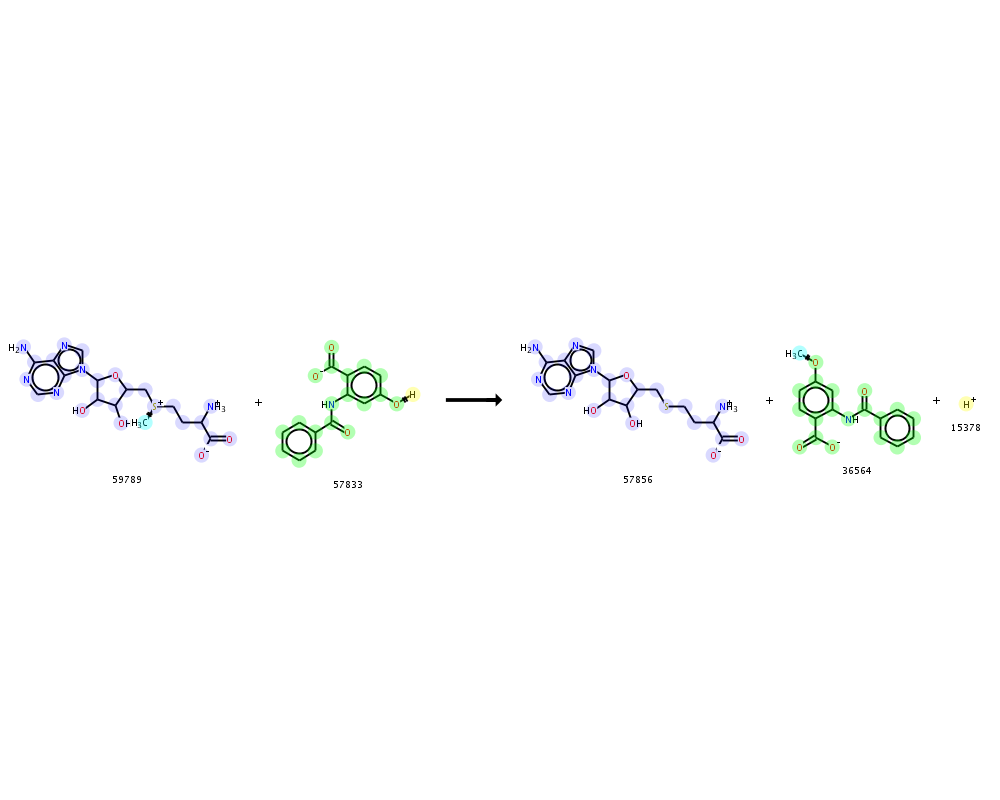 H2N N N N N O HO OH S+ H3C NH3+ O O-
+
O O- HN O O H
H2N N N N N O HO OH S NH3+ O O-
+
H3C O O NH O O-
+
H+
59789
57833
57856
36564
15378